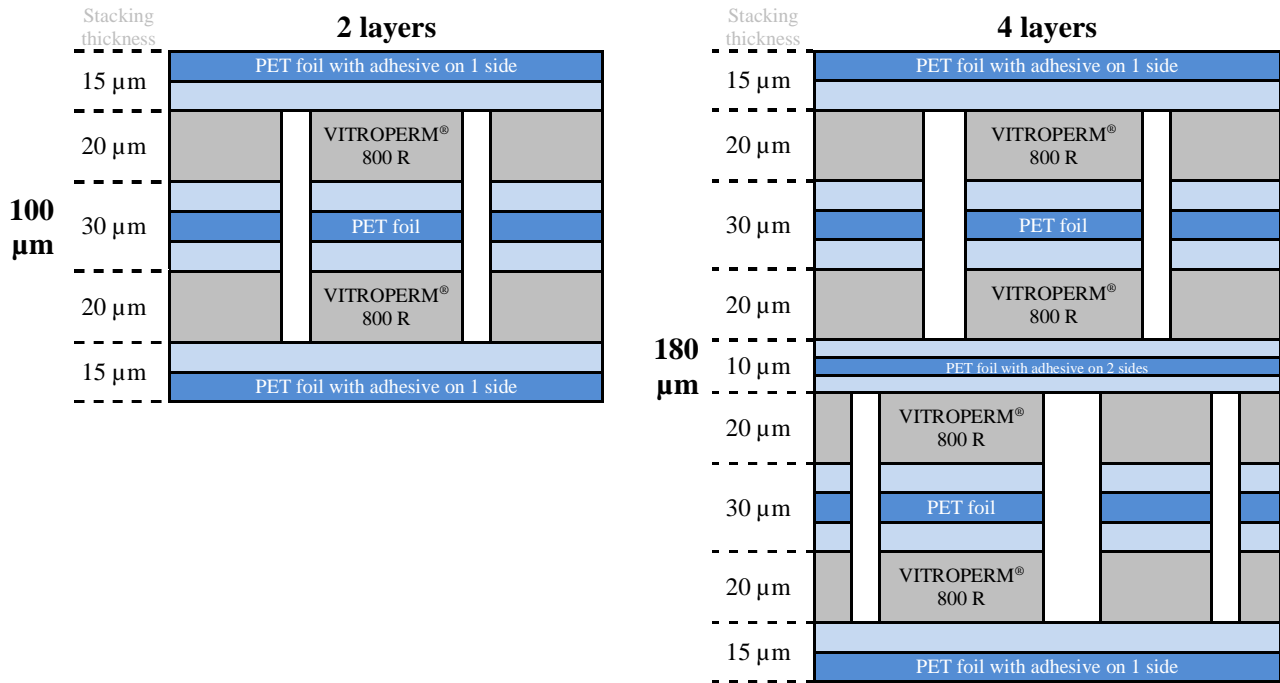 Stacking
thickness
2 layers
PET foil with adhesive on 1 side
15 µm
VITROPERM®
800 R
20 µm
100
µm
30 µm
PET foil
VITROPERM®
800 R
20 µm
15 µm
PET foil with adhesive on 1 side
Stacking
thickness
4 layers
PET foil with adhesive on 1 side
15 µm
VITROPERM®
800 R
20 µm
30 µm
PET foil
VITROPERM®
800 R
20 µm
180
µm
10 µm
PET foil with adhesive on 2 sides
VITROPERM®
800 R
20 µm
30 µm
PET foil
VITROPERM®
800 R
20 µm
15 µm
PET foil with adhesive on 1 side